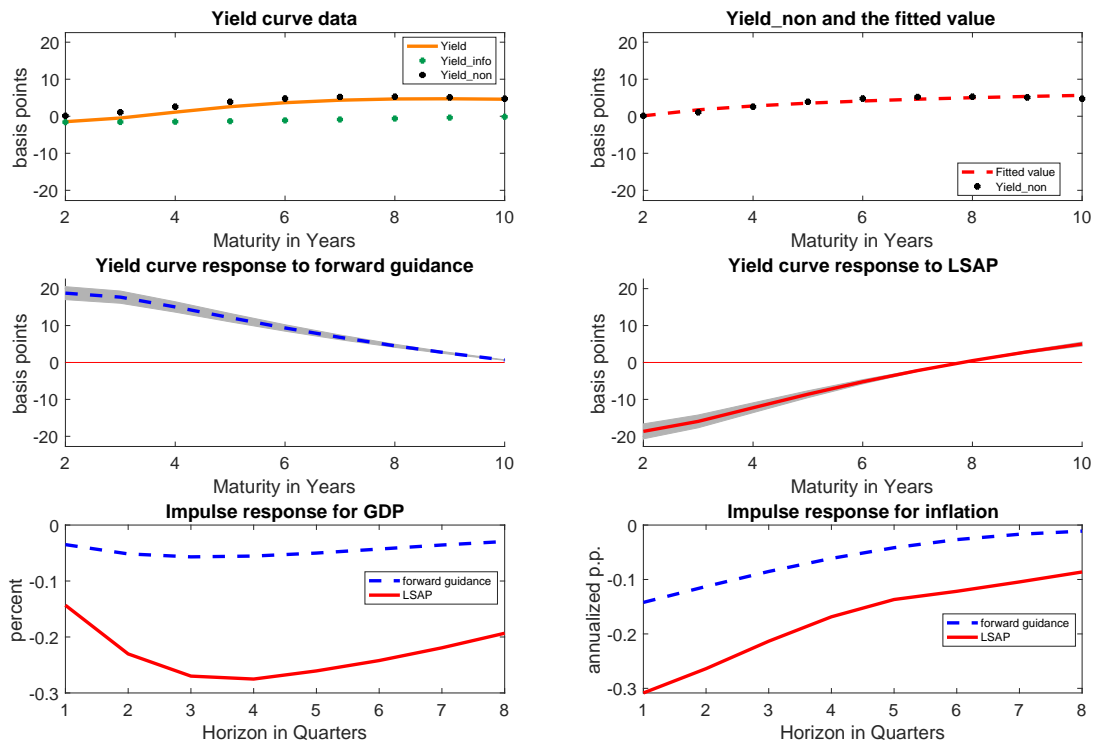 Yield curve data
20
10
0
-10
-20
basis points
Yield
Yield_info
Yield_non
2 4 6 8 10
Maturity in Years
Yield_non and the fitted value
20
10
0
-10
-20
basis points
Fitted value
Yield_non
2 4 6 8 10
Maturity in Years
Yield curve response to forward guidance
20
10
0
-10
-20
basis points
2 4 6 8 10
Maturity in Years
Yield curve response to LSAP
20
10
0
-10
-20
basis points
2 4 6 8 10
Maturity in Years
Impulse response for GDP
0
-0.1
-0.2
-0.3
percent
forward guidance
LSAP
1 2 3 4 5 6 7 8
Horizon in Quarters
Impulse response for inflation
0
-0.1
-0.2
-0.3
annualized p.p.
forward guidance
LSAP
1 2 3 4 5 6 7 8
Horizon in Quarters